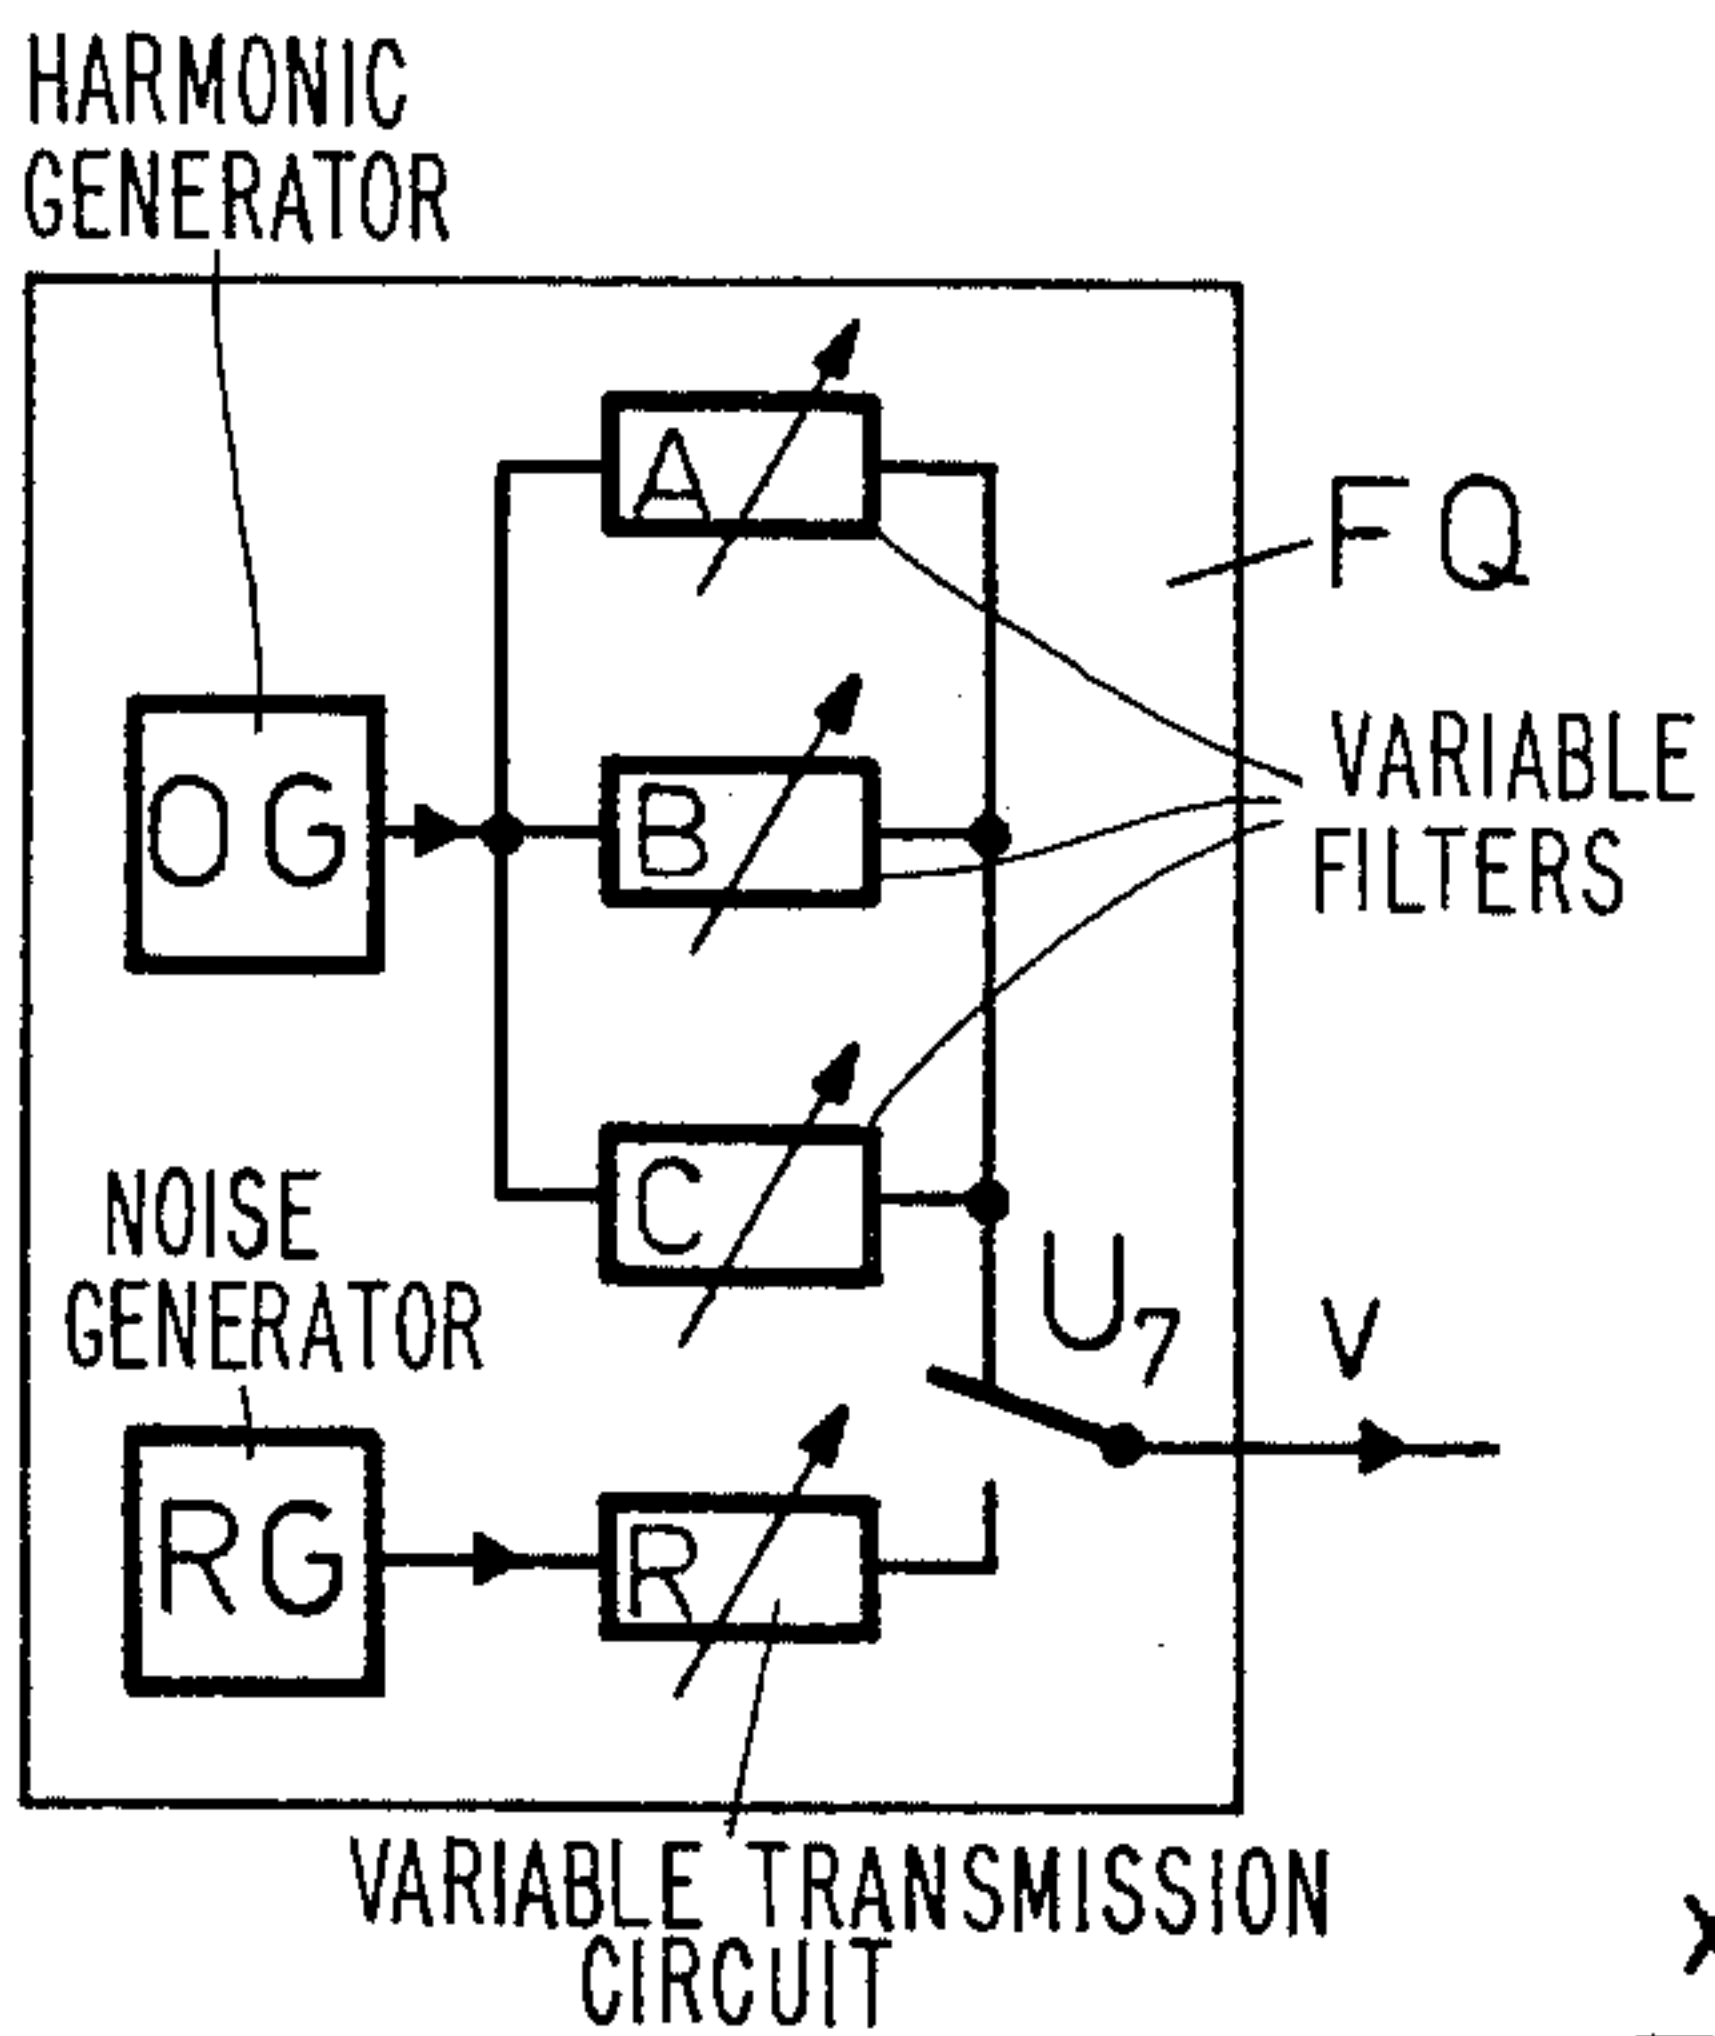 HARMONIC
GENERATOR
A
FQ
OG
B
VARIABLE
FILTERS
C
NOISE
GENERATOR
U7
V
RG
R
VARIABLE TRANSMISSION
CIRCUIT